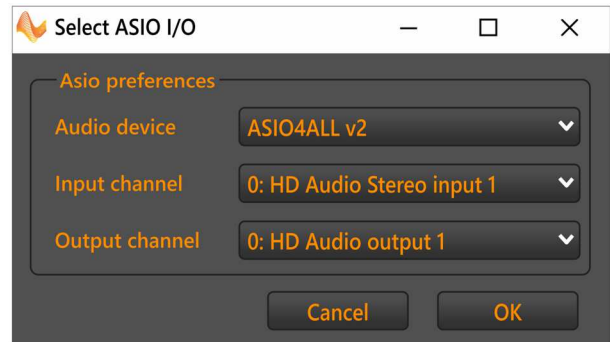 Select ASIO I/O
Asio preferences
Audio device
ASIO4ALL v2
Input channel
0: HD Audio Stereo input 1
Output channel
0: HD Audio output 1
Cancel
OK